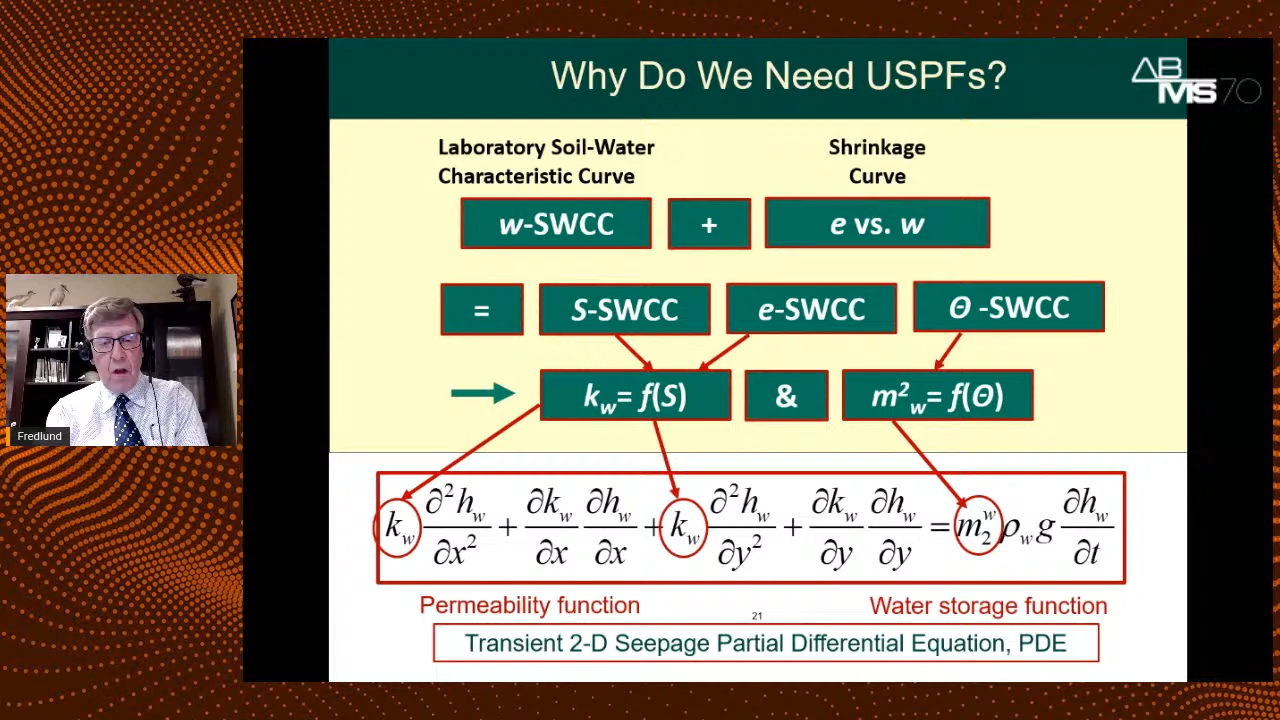 Why Do We Need USPFs?
ABMS70
Laboratory Soil-Water
Characteristic Curve
Shrinkage
Curve
w-SWCC
+
e vs. w
=
S-SWCC
e-SWCC
Θ -SWCC
k_w= f(S)
&
m²_w= f(Θ)
k_w ∂²h_w/∂x² + ∂k_w/∂x ∂h_w/∂x + k_w ∂²h_w/∂y² + ∂k_w/∂y ∂h_w/∂y = m₂^w ρ_w g ∂h_w/∂t
Permeability function
21
Water storage function
Transient 2-D Seepage Partial Differential Equation, PDE
Fredlund